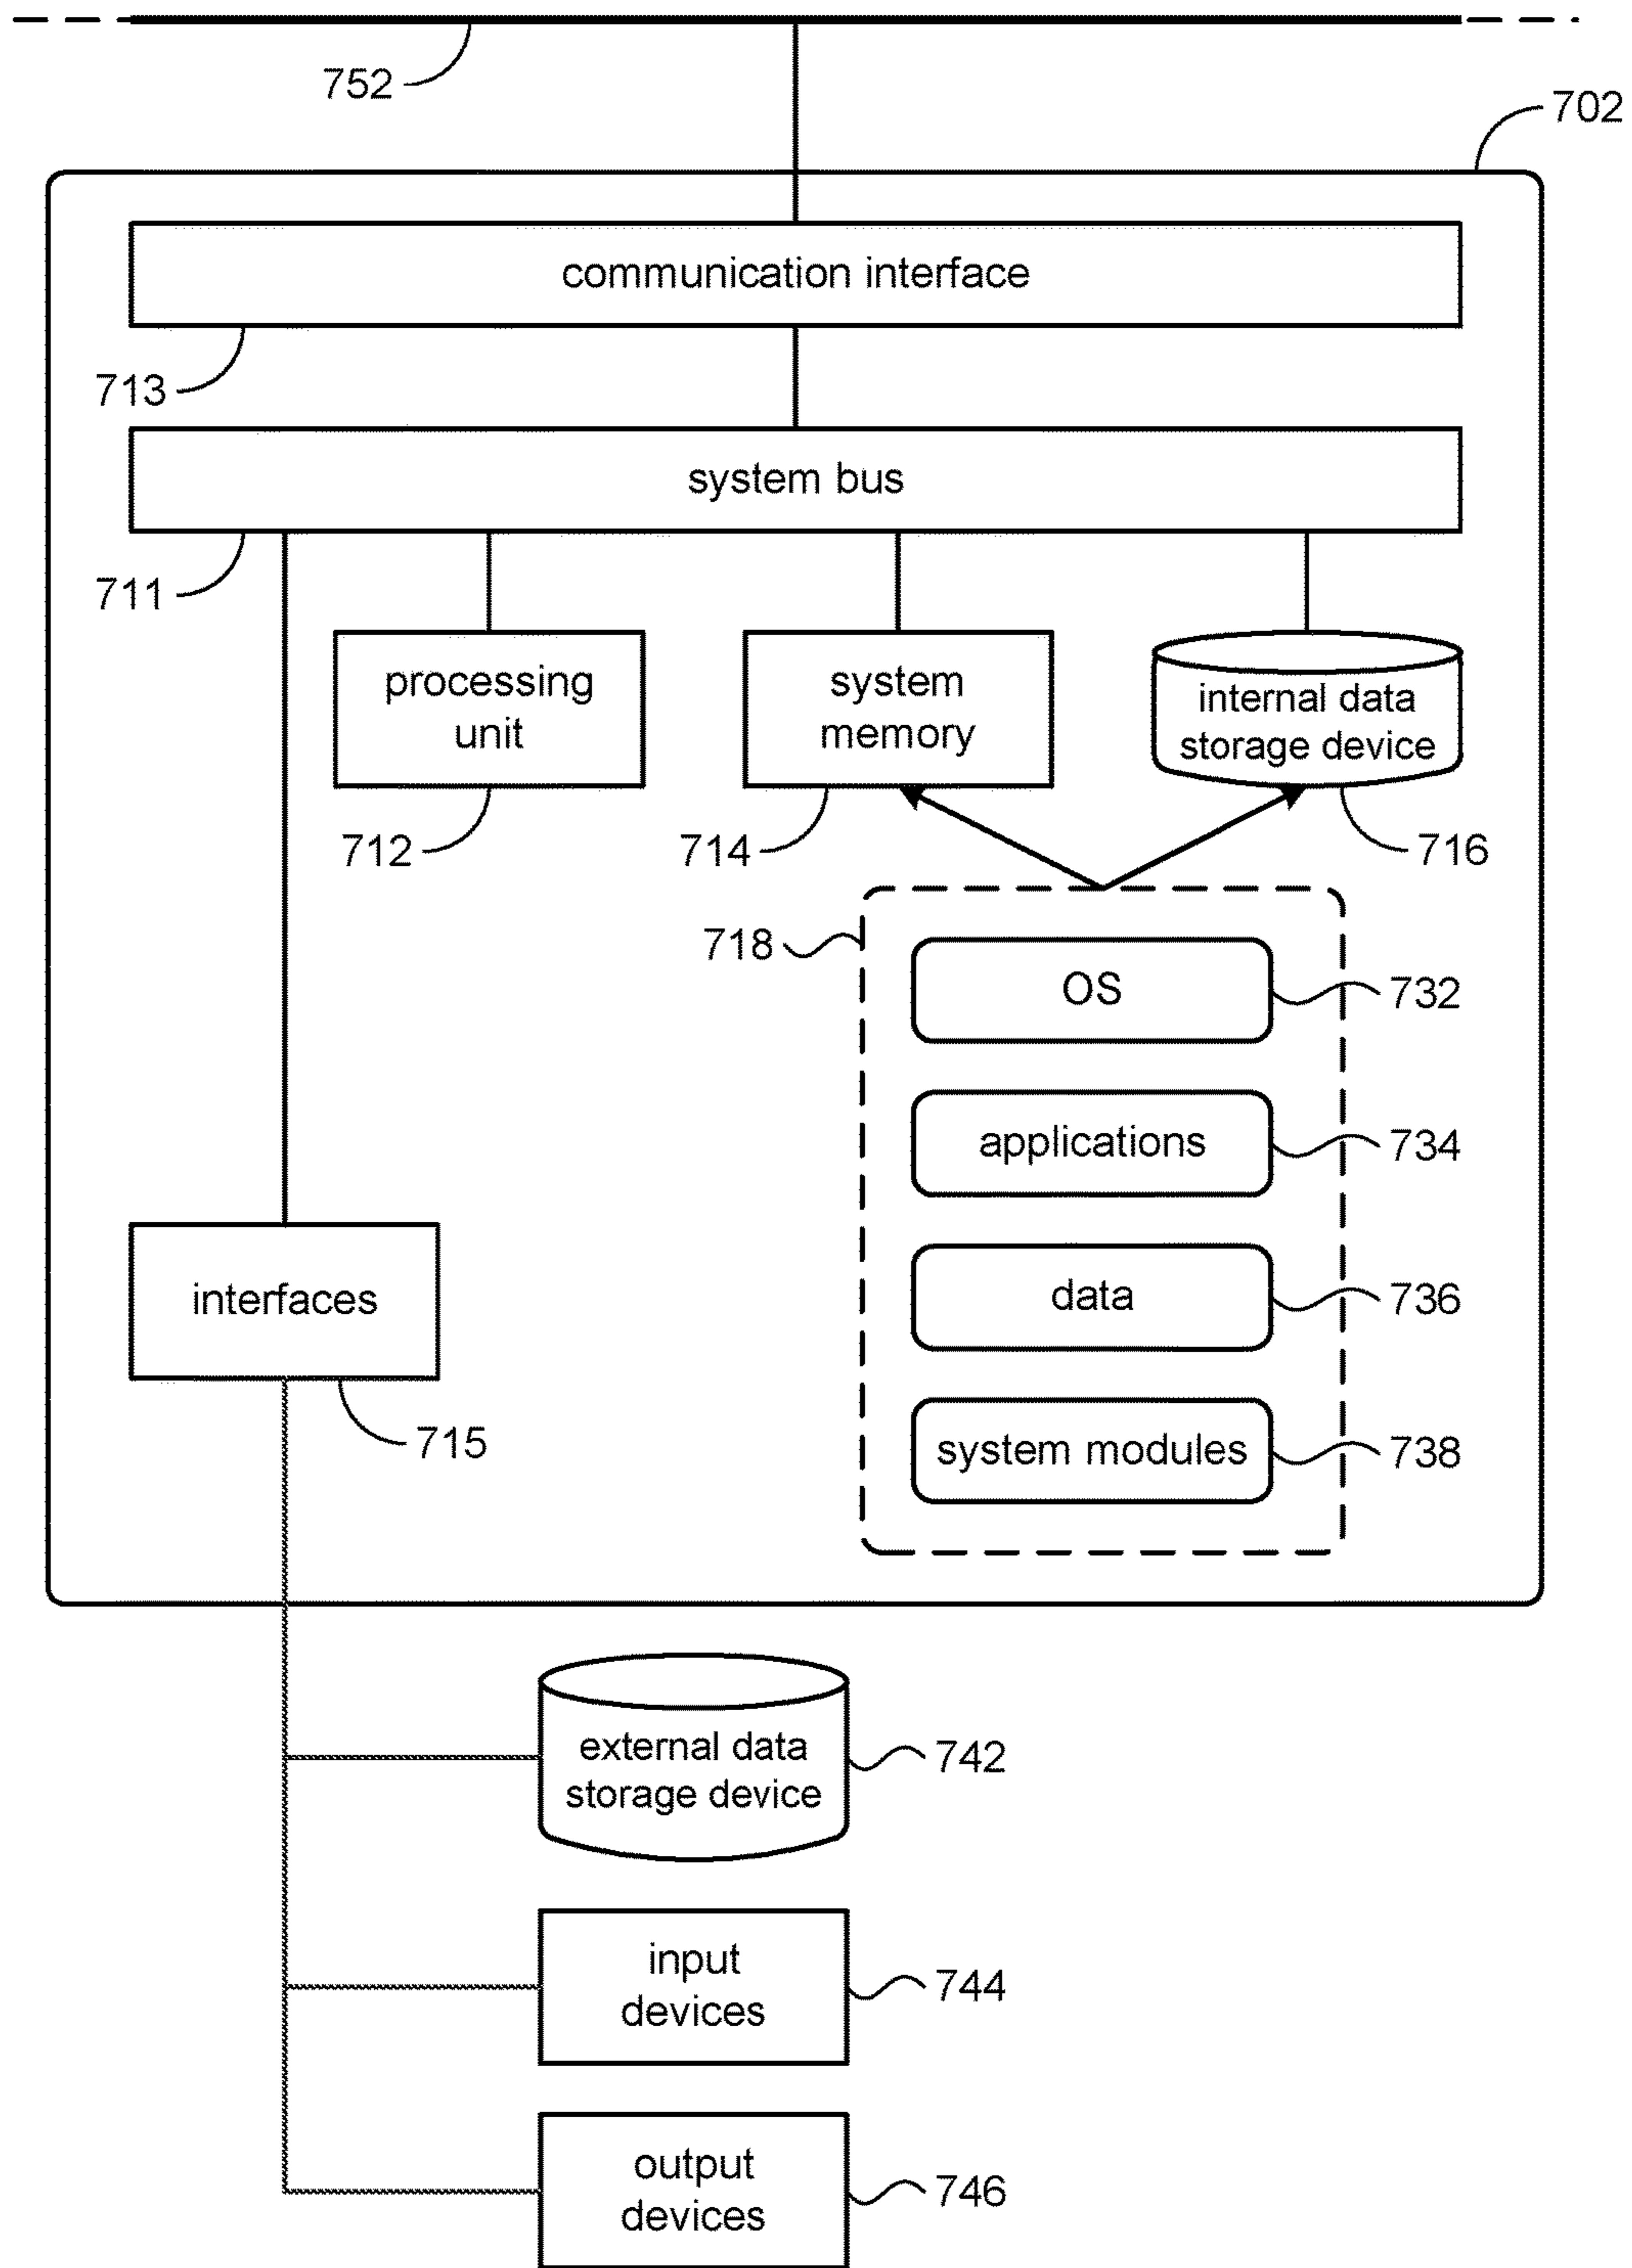 752
702
communication interface
713
system bus
711
processing
unit
system
memory
internal data
storage device
712
714
716
718
OS
732
applications
734
interfaces
data
736
715
system modules
738
external data
storage device
742
input
devices
744
output
devices
746